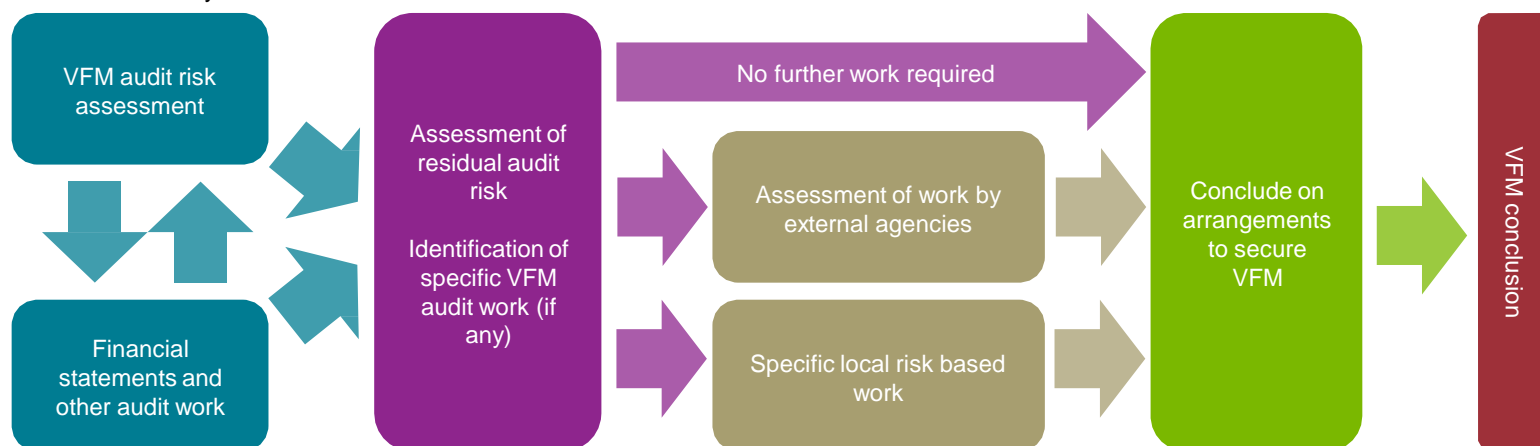 VFM audit risk
assessment
Financial
statements and
other audit work
Assessment of
residual audit
risk
Identification of
specific VFM
audit work (if
any)
No further work required
Assessment of work by
external agencies
Specific local risk based
work
Conclude on
arrangements
to secure
VFM
VFM conclusion